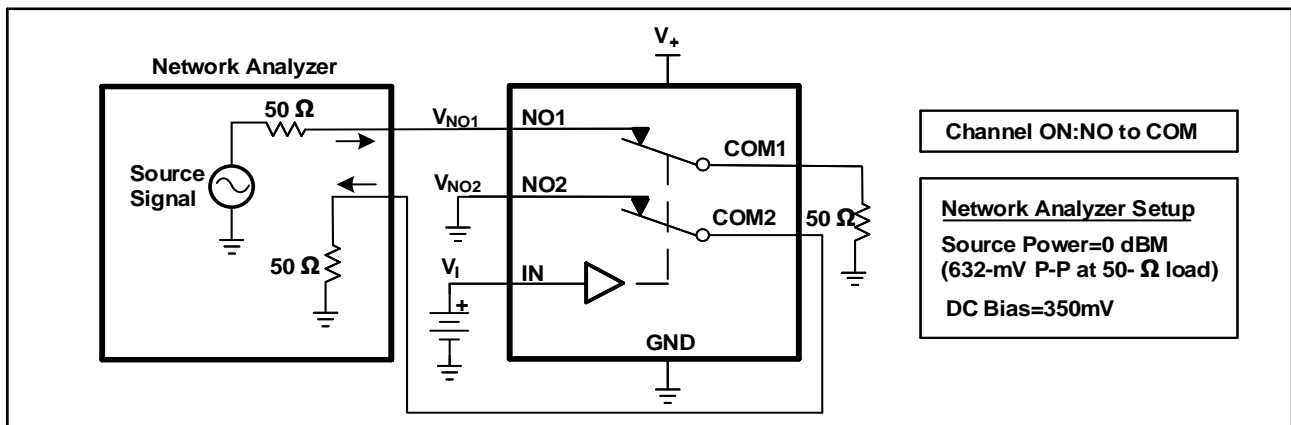 V+
Network Analyzer
50 Ω
VNO1
NO1
COM1
Source
Signal
VNO2
NO2
COM2
50 Ω
50 Ω
VI
IN
+
GND
Channel ON:NO to COM
Network Analyzer Setup
Source Power=0 dBM
(632-mV P-P at 50- Ω load)
DC Bias=350mV